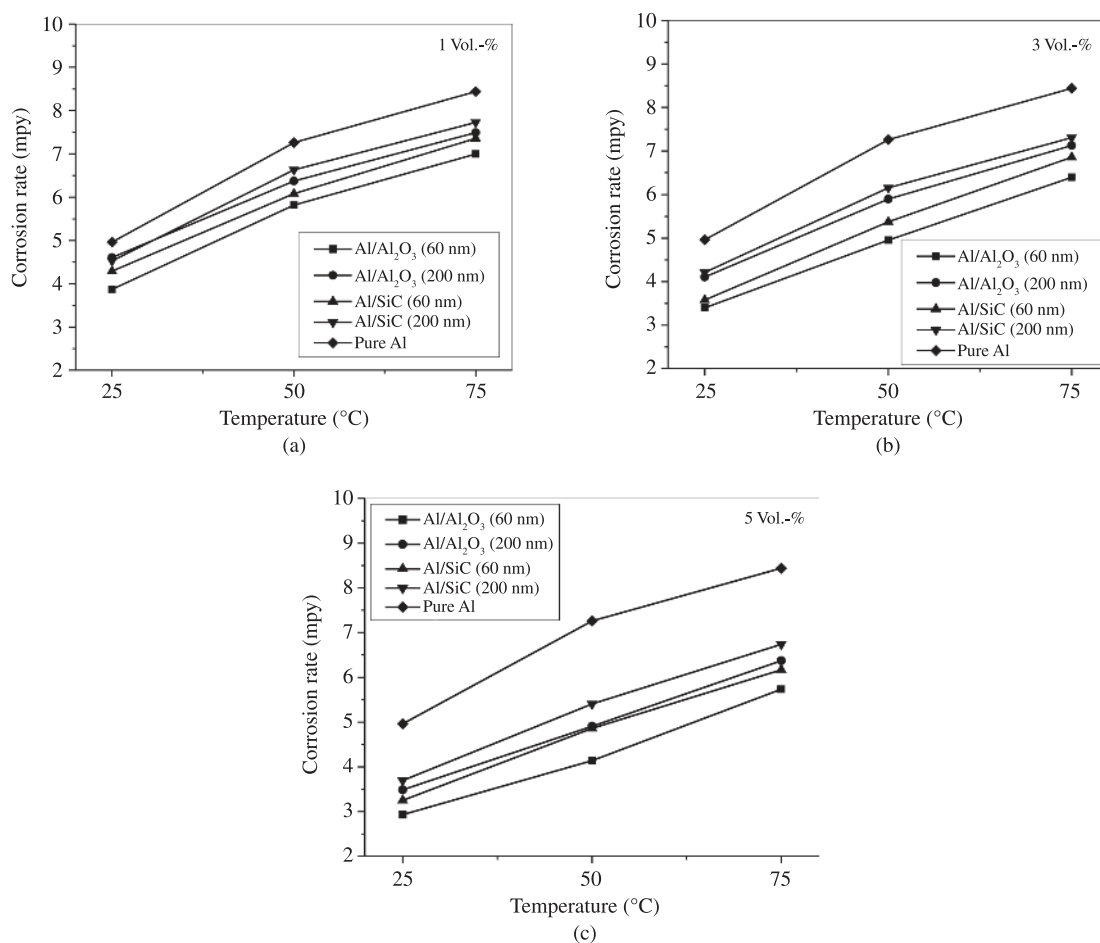 1 Vol.-%
Corrosion rate (mpy)
10
9
8
7
6
5
4
3
2
Al/Al₂O₃ (60 nm)
Al/Al₂O₃ (200 nm)
Al/SiC (60 nm)
Al/SiC (200 nm)
Pure Al
25
50
75
Temperature (°C)
(a)
3 Vol.-%
Corrosion rate (mpy)
10
9
8
7
6
5
4
3
2
Al/Al₂O₃ (60 nm)
Al/Al₂O₃ (200 nm)
Al/SiC (60 nm)
Al/SiC (200 nm)
Pure Al
25
50
75
Temperature (°C)
(b)
5 Vol.-%
Corrosion rate (mpy)
10
9
8
7
6
5
4
3
2
Al/Al₂O₃ (60 nm)
Al/Al₂O₃ (200 nm)
Al/SiC (60 nm)
Al/SiC (200 nm)
Pure Al
25
50
75
Temperature (°C)
(c)